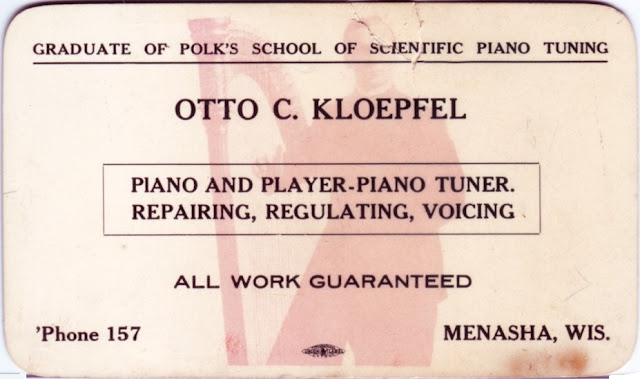 GRADUATE OF POLK'S SCHOOL OF SCIENTIFIC PIANO TUNING
OTTO C. KLOEPFEL
PIANO AND PLAYER-PIANO TUNER.
REPAIRING, REGULATING, VOICING
ALL WORK GUARANTEED
'Phone 157
MENASHA, WIS.